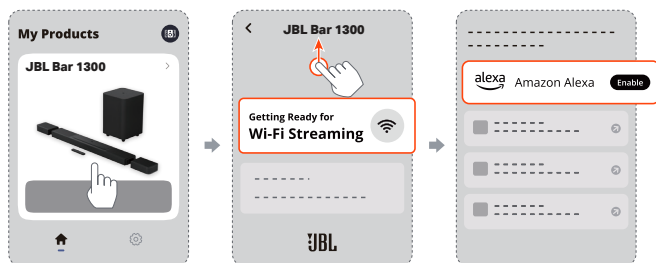 My Products
JBL Bar 1300
JBL Bar 1300
Getting Ready for
Wi-Fi Streaming
JBL
alexa
Amazon Alexa
Enable